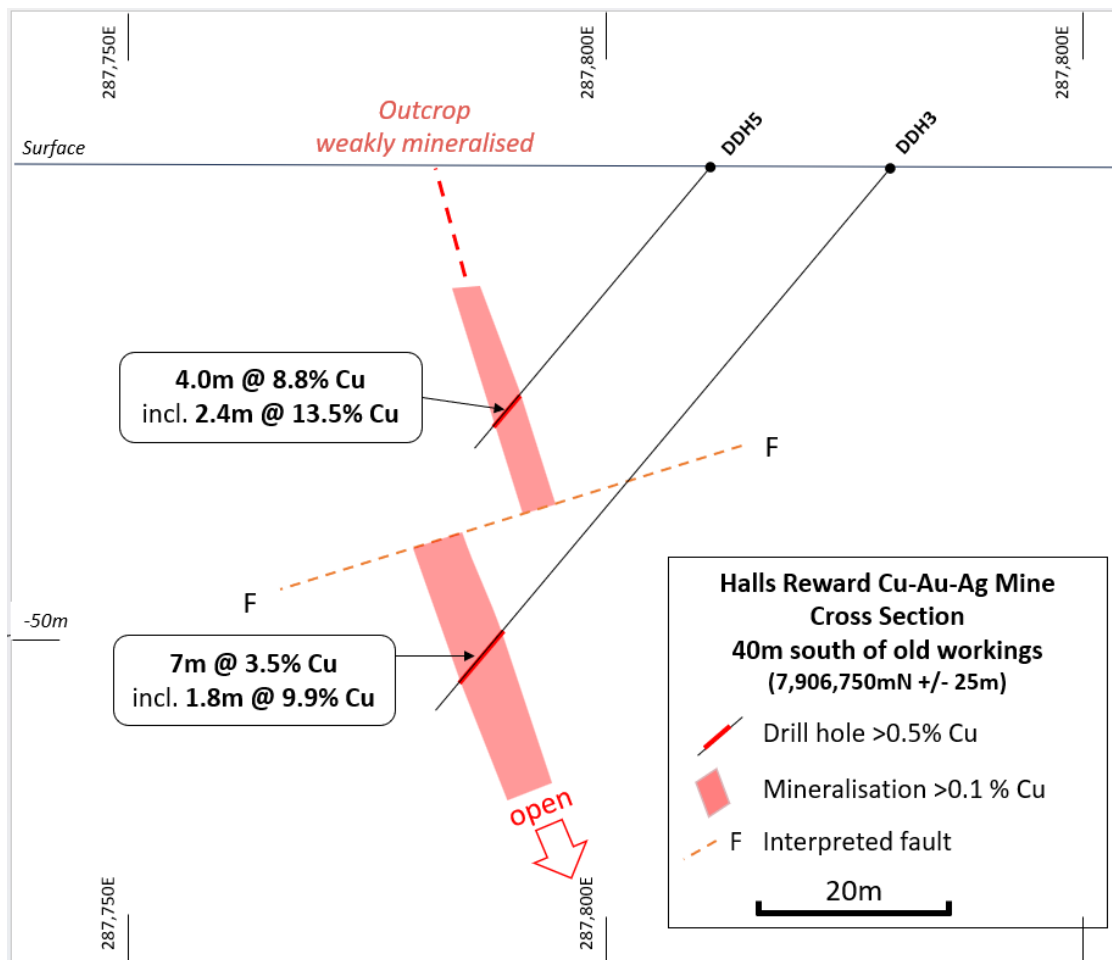 287,750E
287,800E
287,800E
Outcrop
weakly mineralised
Surface
DDH5
DDH3
4.0m @ 8.8% Cu
incl. 2.4m @ 13.5% Cu
F
F
-50m
7m @ 3.5% Cu
incl. 1.8m @ 9.9% Cu
open
Halls Reward Cu-Au-Ag Mine
Cross Section
40m south of old workings
(7,906,750mN +/- 25m)
Drill hole >0.5% Cu
Mineralisation >0.1 % Cu
F Interpreted fault
20m
287,750E
287,800E